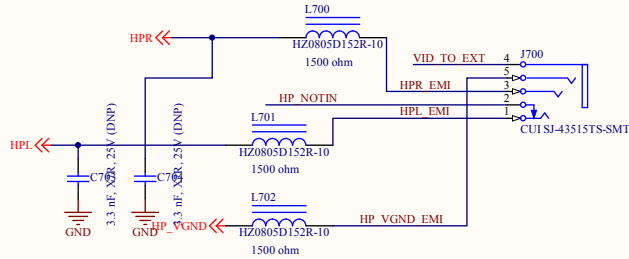 L700
HPR
HZ0805D152R-10
1500 ohm
VID_TO_EXT
4
J700
5
HPR_EMI
3
HP_NOTIN
2
L701
HPL_EMI
1
CUI SJ-43515TS-SMT
HPL
HZ0805D152R-10
1500 ohm
3.3 nF, X7R, 25V (DNP)
3.3 nF, X7R, 25V (DNP)
GND
GND
L702
HP_VGND
HP_VGND_EMI
HZ0805D152R-10
1500 ohm